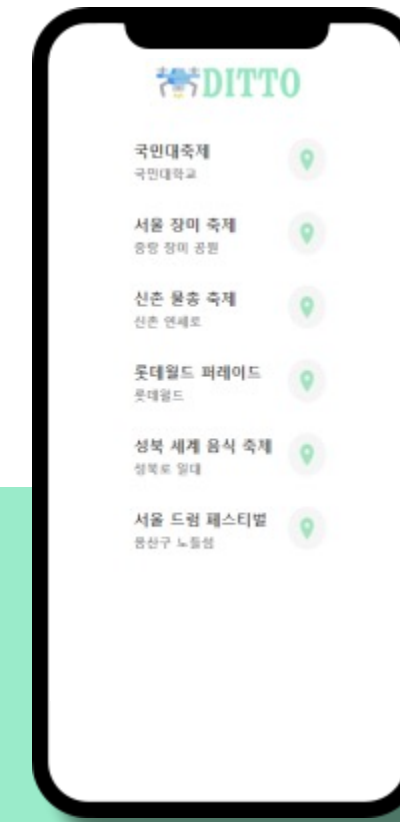 DITTO
국민대축제
국민대학교
서울 장미 축제
중랑 장미 공원
신촌 물총 축제
신촌 연세로
롯데월드 퍼레이드
롯데월드
성북 세계 음식 축제
성북로 일대
서울 드럼 페스티벌
용산구 노들섬